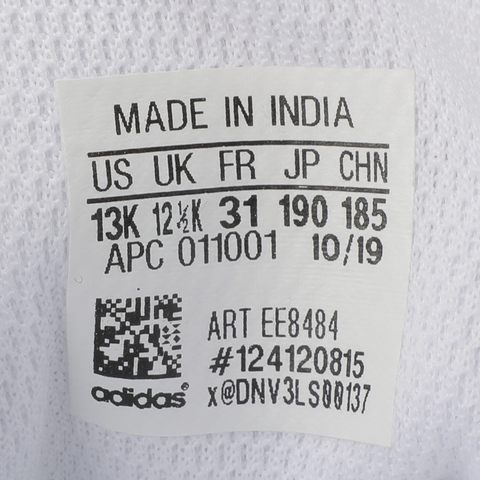 MADE IN INDIA
US UK FR JP CHN
13K 12½K 31 190 185
APC 011001 10/19
ART EE8484
#124120815
adidas® x@DNV3LS00137